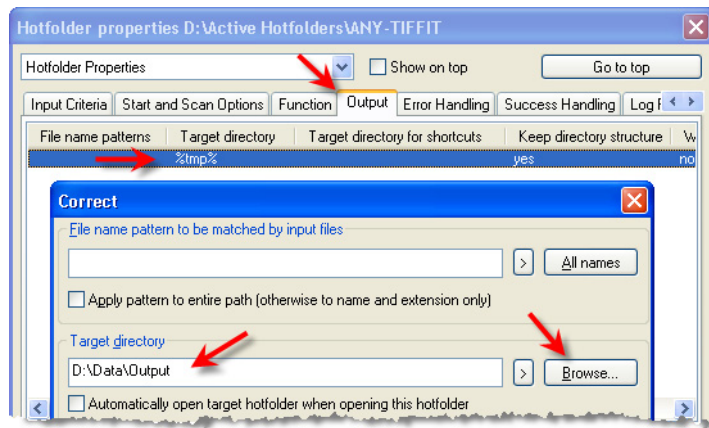 Hotfolder properties D:\Active Hotfolders\ANY-TIFFIT
Hotfolder Properties Show on top Go to top
Input Criteria Start and Scan Options Function Output Error Handling Success Handling Log
File name patterns Target directory Target directory for shortcuts Keep directory structure
%tmp% yes no
Correct
File name pattern to be matched by input files
> All names
Apply pattern to entire path (otherwise to name and extension only)
Target directory
D:\Data\Output > Browse...
Automatically open target hotfolder when opening this hotfolder